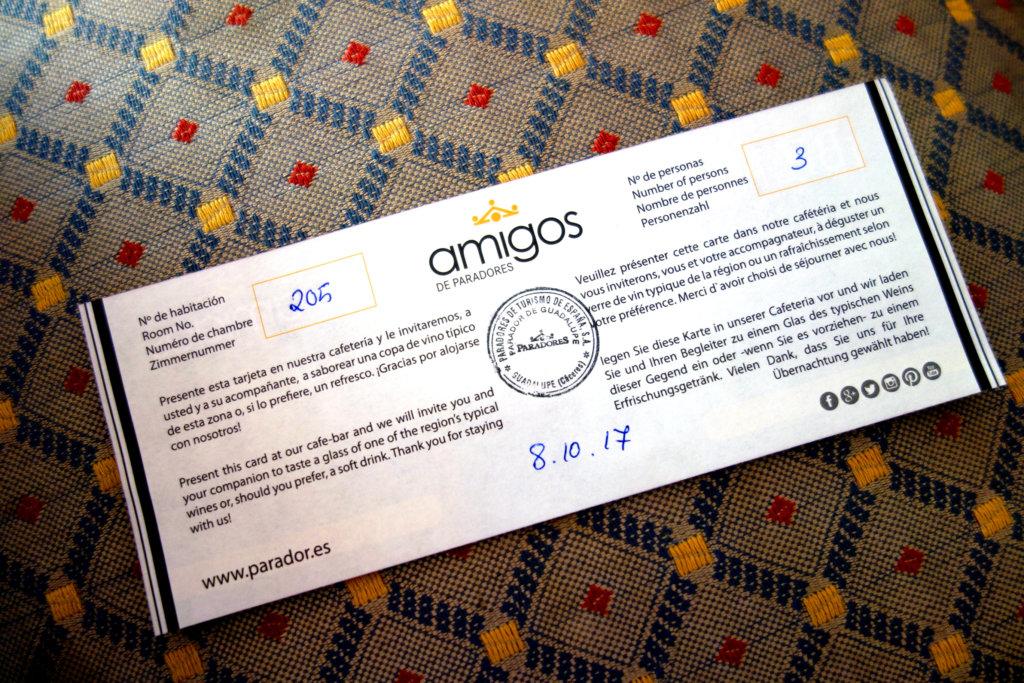 Nº de habitación
Room No.
Numéro de chambre
Zimmernummer
205
amigos
DE PARADORES
Nº de personas
Number of persons
Nombre de personnes
Personenzahl
3
Presente esta tarjeta en nuestra cafetería y le invitaremos, a
usted y a su acompañante, a saborear una copa de vino típico
de esta zona o, si lo prefiere, un refresco. ¡Gracias por alojarse
con nosotros!
Present this card at our cafe-bar and we will invite you and
your companion to taste a glass of one of the region's typical
wines or, should you prefer, a soft drink. Thank you for staying
with us!
www.parador.es
PARADORES DE TURISMO DE ESPAÑA, S.A.
PARADOR DE GUADALUPE
PARADORES
GUADALUPE (Cáceres)
8.10.17
Veuillez présenter cette carte dans notre cafétéria et nous
vous inviterons, vous et votre accompagnateur, à déguster un
verre de vin typique de la région ou un rafraîchissement selon
otre préférence. Merci d'avoir choisi de séjourner avec nous!
legen Sie diese Karte in unserer Cafeteria vor und wir laden
Sie und Ihren Begleiter zu einem Glas des typischen Weins
dieser Gegend ein oder -wenn Sie es vorziehen- zu einem
Erfrischungsgetränk. Vielen Dank, dass Sie uns für Ihre
Übernachtung gewählt haben!